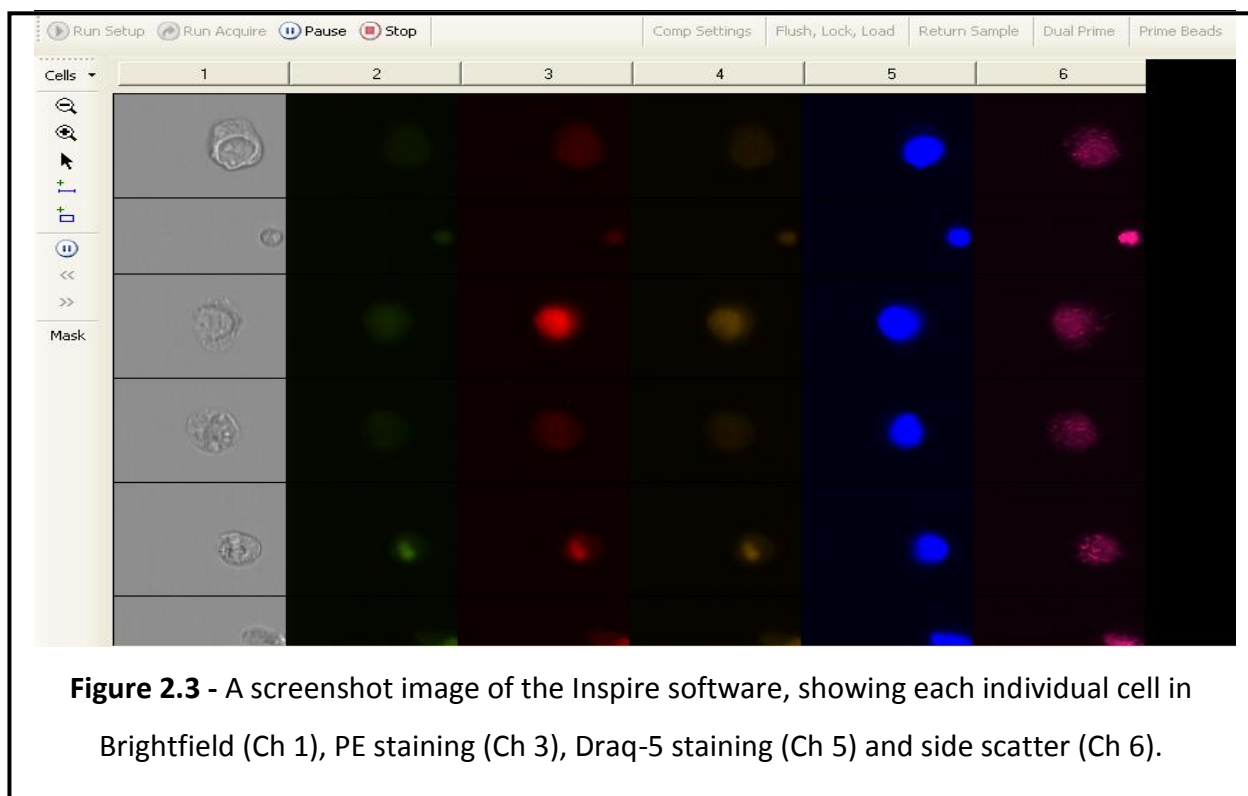 Run Setup Run Acquire Pause Stop Comp Settings Flush, Lock, Load Return Sample Dual Prime Prime Beads
Cells 1 2 3 4 5 6
<<
>>
Mask
Figure 2.3 - A screenshot image of the Inspire software, showing each individual cell in
Brightfield (Ch 1), PE staining (Ch 3), Draq-5 staining (Ch 5) and side scatter (Ch 6).